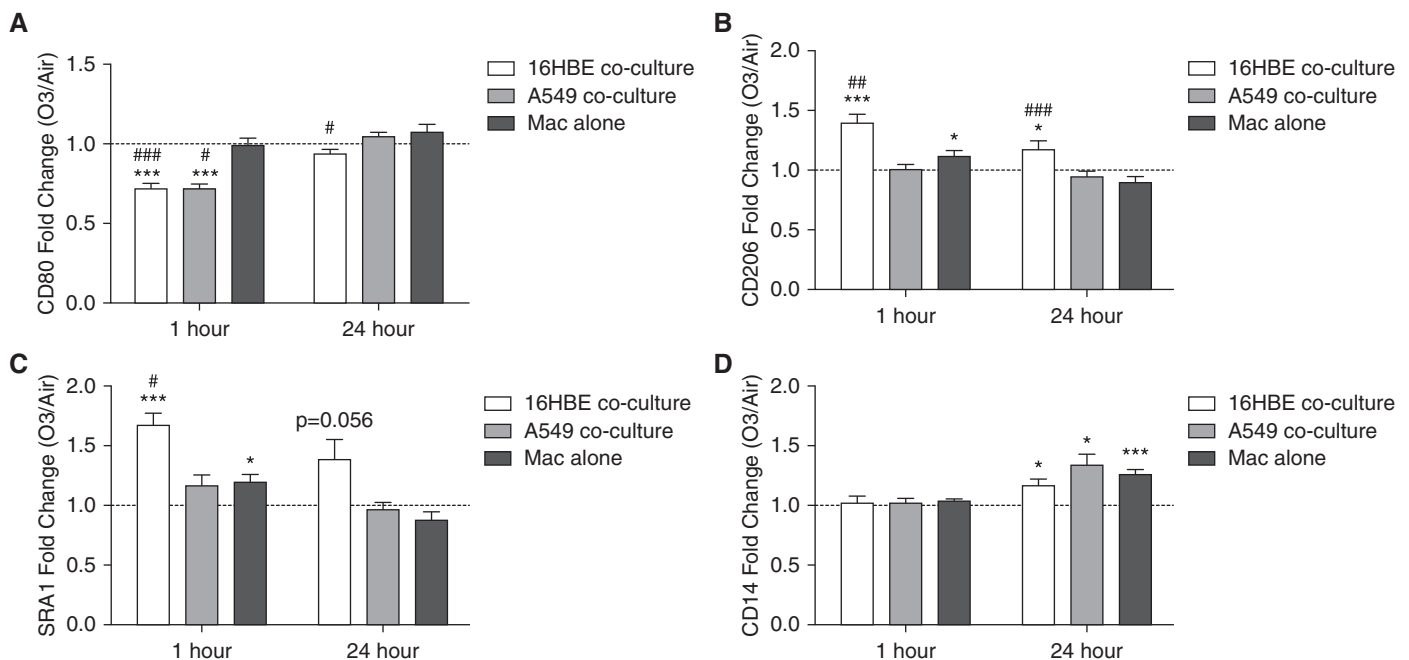 A
CD80 Fold Change (O3/Air)
1.5
1.0
0.5
0.0
###
***
#
***
#
1 hour
24 hour
16HBE co-culture
A549 co-culture
Mac alone
B
CD206 Fold Change (O3/Air)
2.0
1.5
1.0
0.5
0.0
##
***
*
###
*
1 hour
24 hour
16HBE co-culture
A549 co-culture
Mac alone
C
SRA1 Fold Change (O3/Air)
2.0
1.5
1.0
0.5
0.0
#
***
*
p=0.056
1 hour
24 hour
16HBE co-culture
A549 co-culture
Mac alone
D
CD14 Fold Change (O3/Air)
2.0
1.5
1.0
0.5
0.0
*
*
***
1 hour
24 hour
16HBE co-culture
A549 co-culture
Mac alone